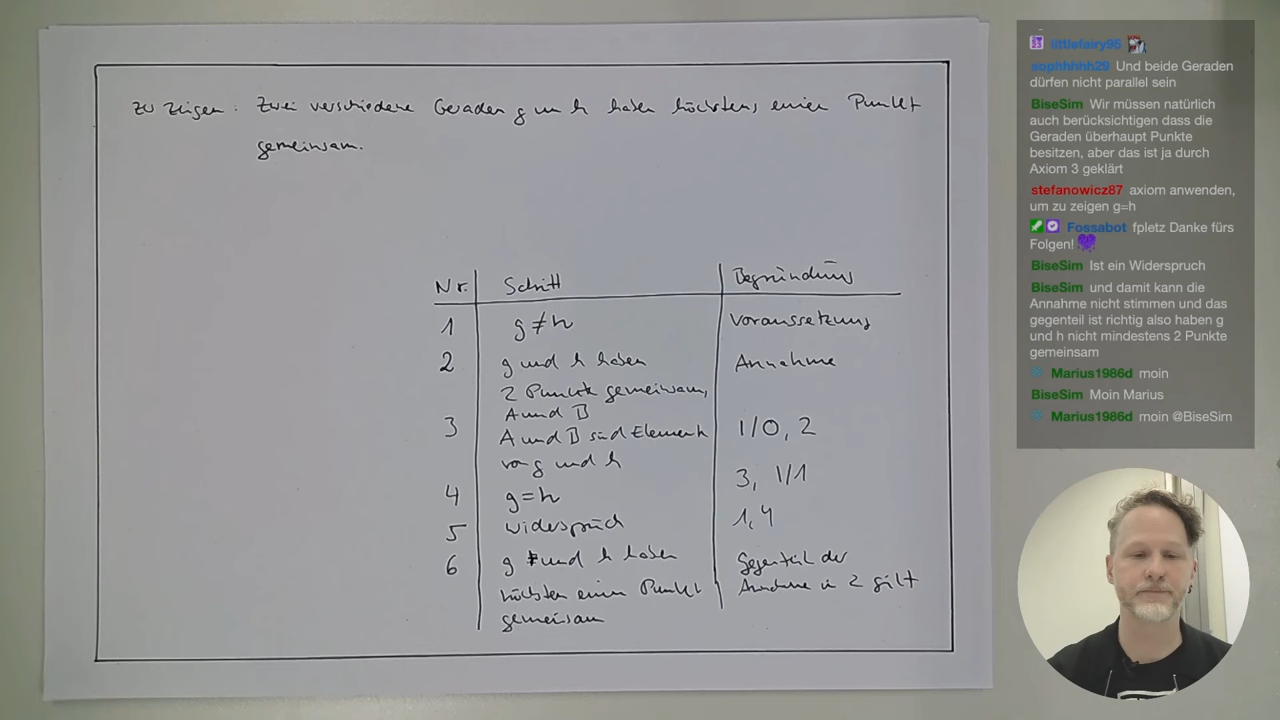 zu zeigen: Zwei verschiedene Geraden g un h haben höchstens einen Punkt
gemeinsam.
Nr. Schritt Begründung
1 g ≠ h Voraussetzung
2 g und h haben Annahme
2 Punkte gemeinsam,
A und B
3 A und B sind Element 1/0, 2
von g und h
4 g = h 3, 1/1
5 Widerspruch 1,4
6 g und h haben Gegenteil der
höchsten einen Punkt Annahme in 2 gilt
gemeinsam
littlefairy95
sophhhhh29 Und beide Geraden
dürfen nicht parallel sein
BiseSim Wir müssen natürlich
auch berücksichtigen dass die
Geraden überhaupt Punkte
besitzen, aber das ist ja durch
Axiom 3 geklärt
stefanowicz87 axiom anwenden,
um zu zeigen g=h
Fossabot fpletz Danke fürs
Folgen!
BiseSim Ist ein Widerspruch
BiseSim und damit kann die
Annahme nicht stimmen und das
gegenteil ist richtig also haben g
und h nicht mindestens 2 Punkte
gemeinsam
Marius1986d moin
BiseSim Moin Marius
Marius1986d moin @BiseSim